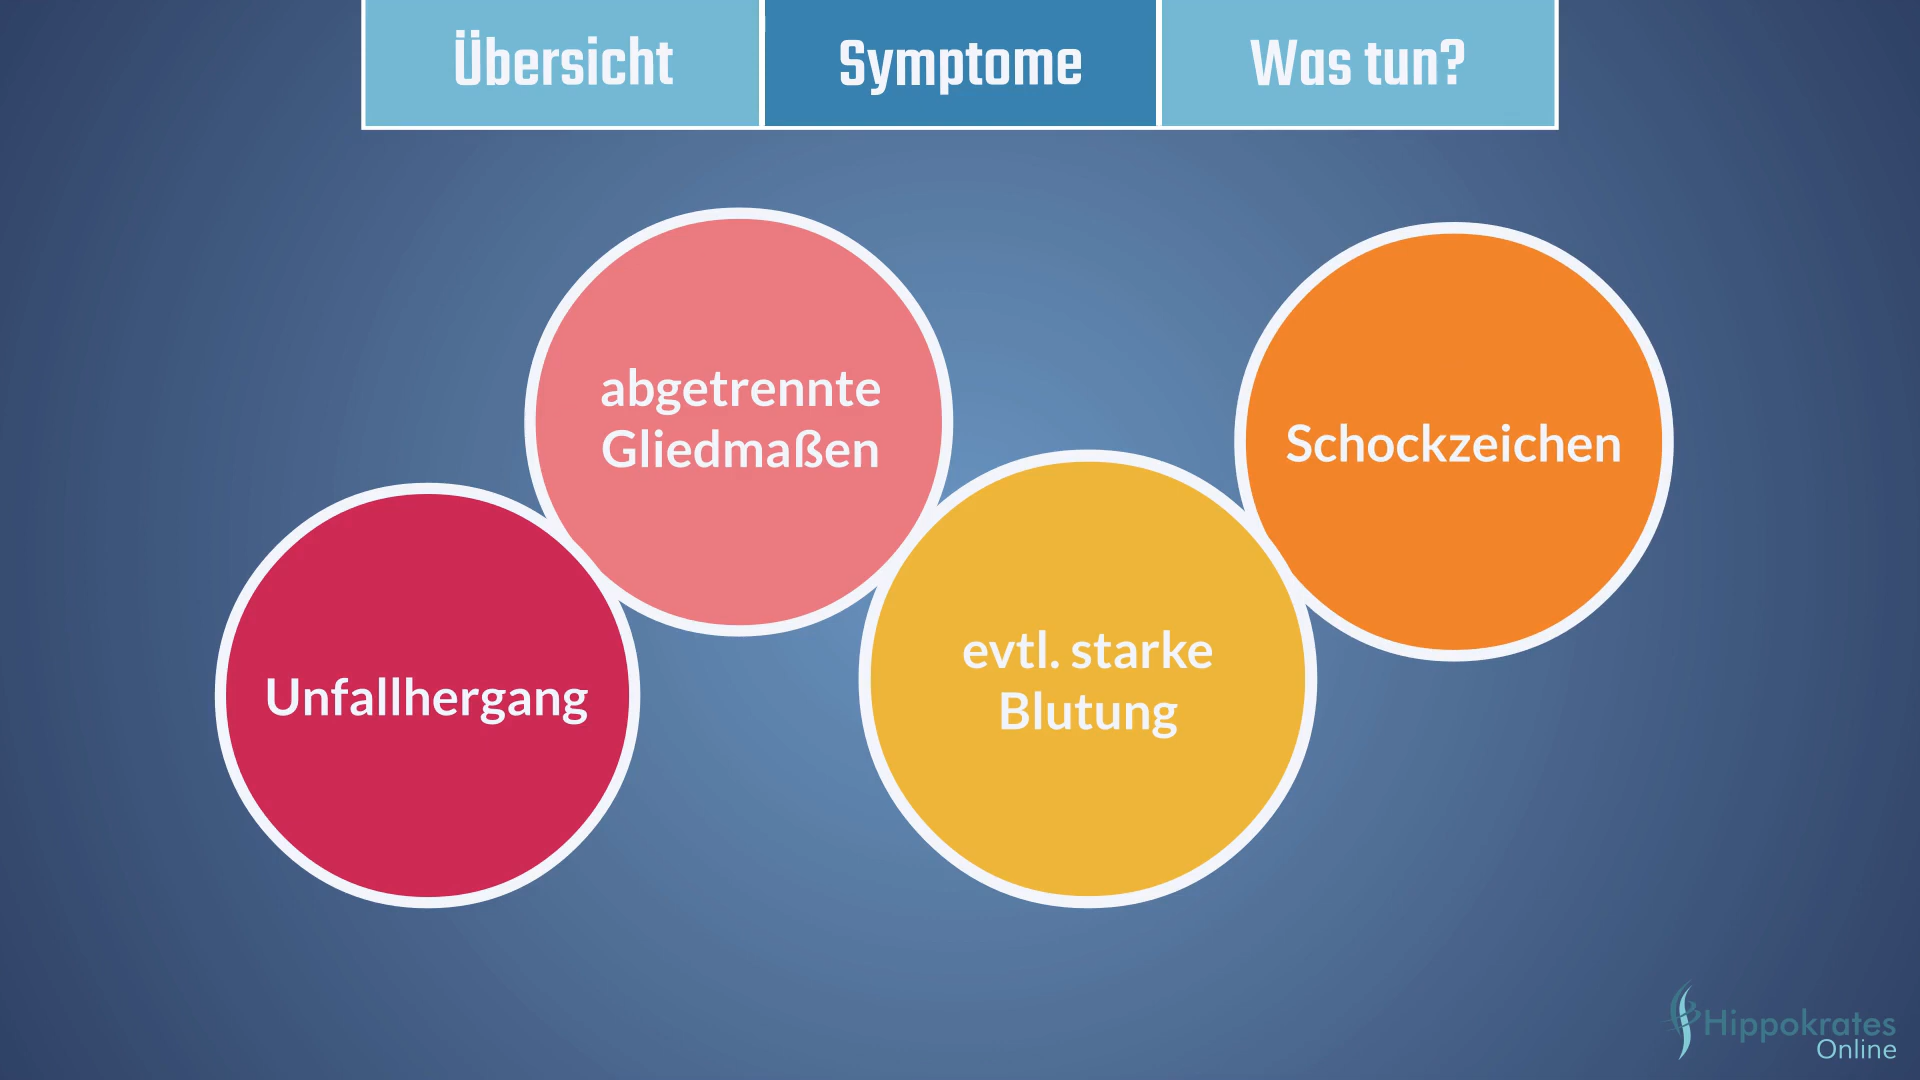 Übersicht
Symptome
Was tun?
abgetrennte
Gliedmaßen
Schockzeichen
Unfallhergang
evtl. starke
Blutung
Hippokrates
Online